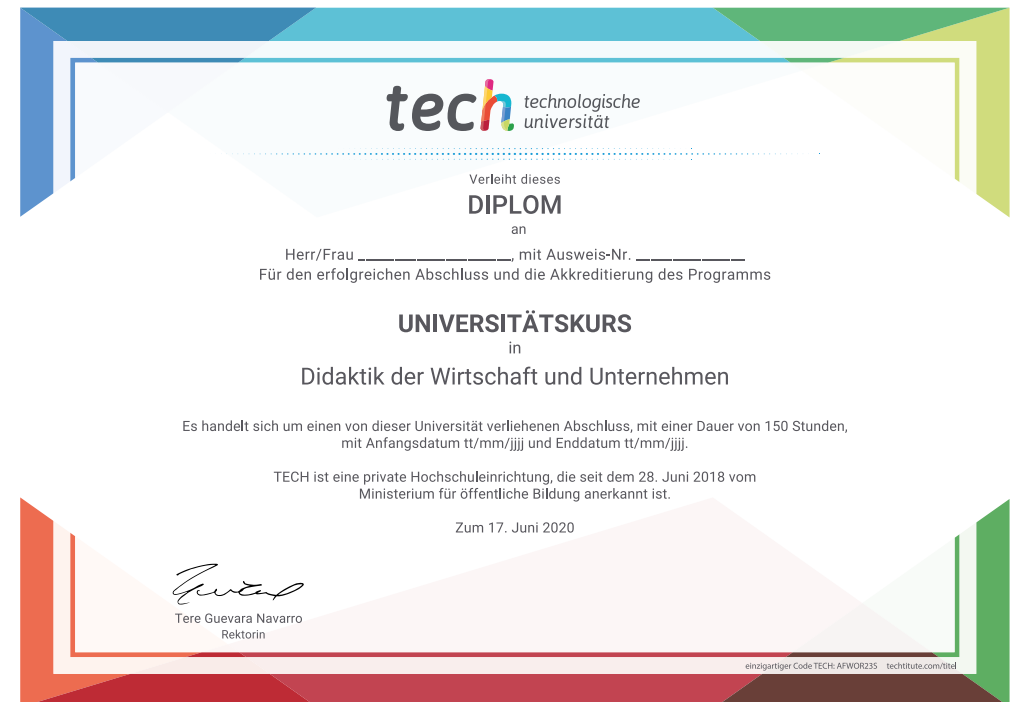 tech technologische
universität
Verleiht dieses
DIPLOM
an
Herr/Frau ____________________, mit Ausweis-Nr. ______________
Für den erfolgreichen Abschluss und die Akkreditierung des Programms
UNIVERSITÄTSKURS
in
Didaktik der Wirtschaft und Unternehmen
Es handelt sich um einen von dieser Universität verliehenen Abschluss, mit einer Dauer von 150 Stunden,
mit Anfangsdatum tt/mm/jjjj und Enddatum tt/mm/jjjj.
TECH ist eine private Hochschuleinrichtung, die seit dem 28. Juni 2018 vom
Ministerium für öffentliche Bildung anerkannt ist.
Zum 17. Juni 2020
Tere Guevara Navarro
Rektorin
einzigartiger Code TECH: AFWOR235 techtitute.com/titel